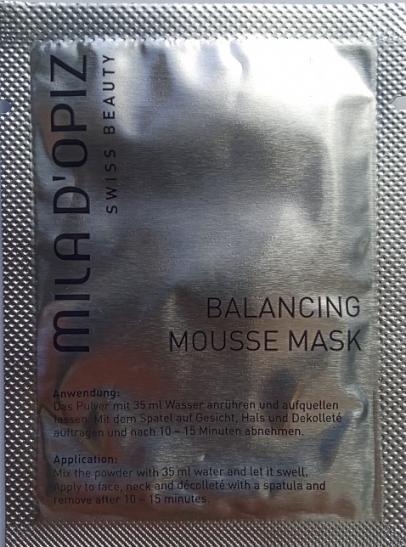 MILA D'OPIZ
SWISS BEAUTY
BALANCING
MOUSSE MASK
Anwendung:
Das Pulver mit 35 ml Wasser anrühren und aufquellen
lassen. Mit dem Spatel auf Gesicht, Hals und Dekolleté
auftragen und nach 10 – 15 Minuten abnehmen.
Application:
Mix the powder with 35 ml water and let it swell.
Apply to face, neck and décolleté with a spatula and
remove after 10 – 15 minutes.